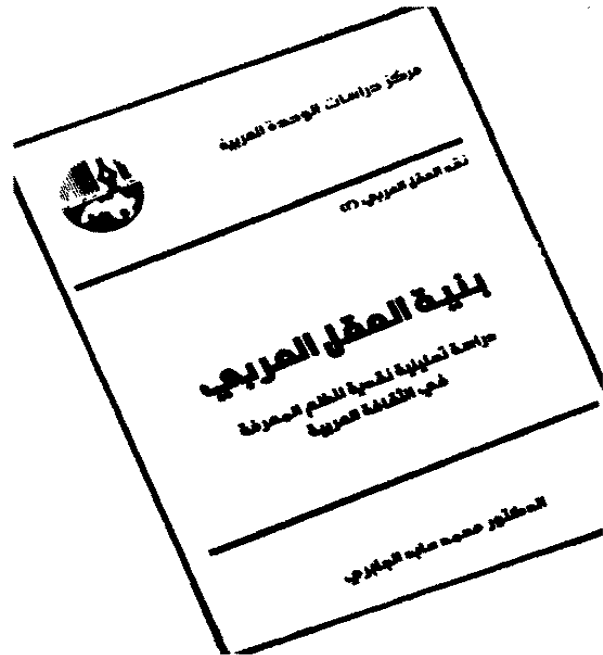 مركز دراسات الوحدة العربية
نقد العقل العربي (٢)
بنية العقل العربي
دراسة تحليلية نقدية لنظم المعرفة
في الثقافة العربية
الدكتور محمد عابد الجابري